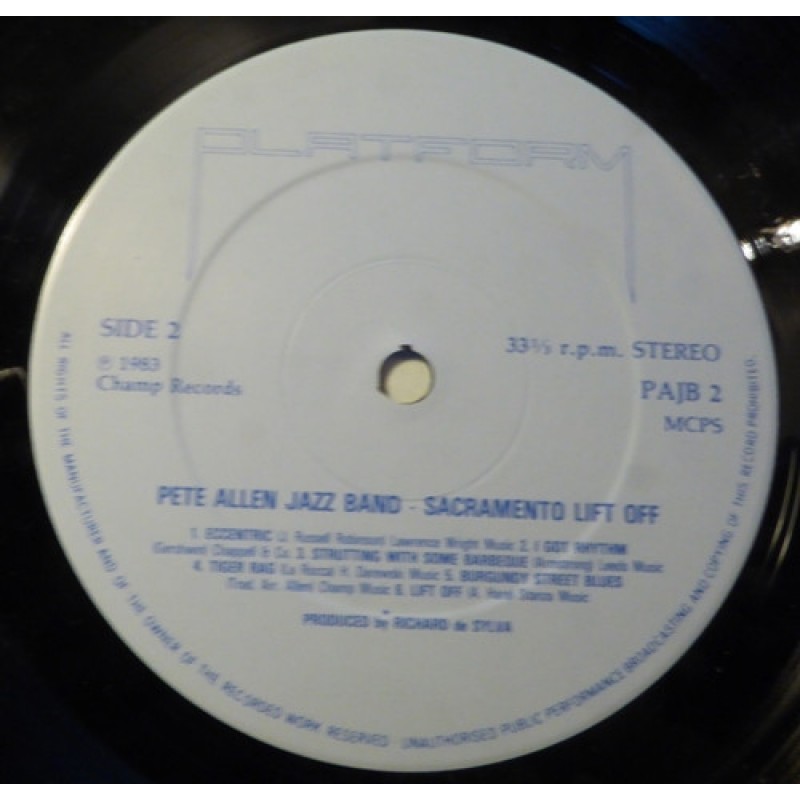 PLATFORM
SIDE 2
℗ 1983
Champ Records
33⅓ r.p.m. STEREO
PAJB 2
MCPS
PETE ALLEN JAZZ BAND - SACRAMENTO LIFT OFF
1. ECCENTRIC (J. Russell Robinson) Lawrence Wright Music 2. I GOT RHYTHM
(Gershwin) Chappell & Co. 3. STRUTTING WITH SOME BARBEQUE (Armstrong) Leeds Music
4. TIGER RAG (La Rocca) H. Music 5. BURGUNDY STREET BLUES
(Trad. Arr. Allen) Champ Music 6. LIFT OFF (A. Music
PRODUCED by RICHARD de SYLVA
ALL RIGHTS OF THE MANUFACTURER AND OF THE OWNER OF THE RECORDED WORK RESERVED · UNAUTHORISED PUBLIC PERFORMANCE BROADCASTING AND COPYING OF THIS RECORD PROHIBITED.